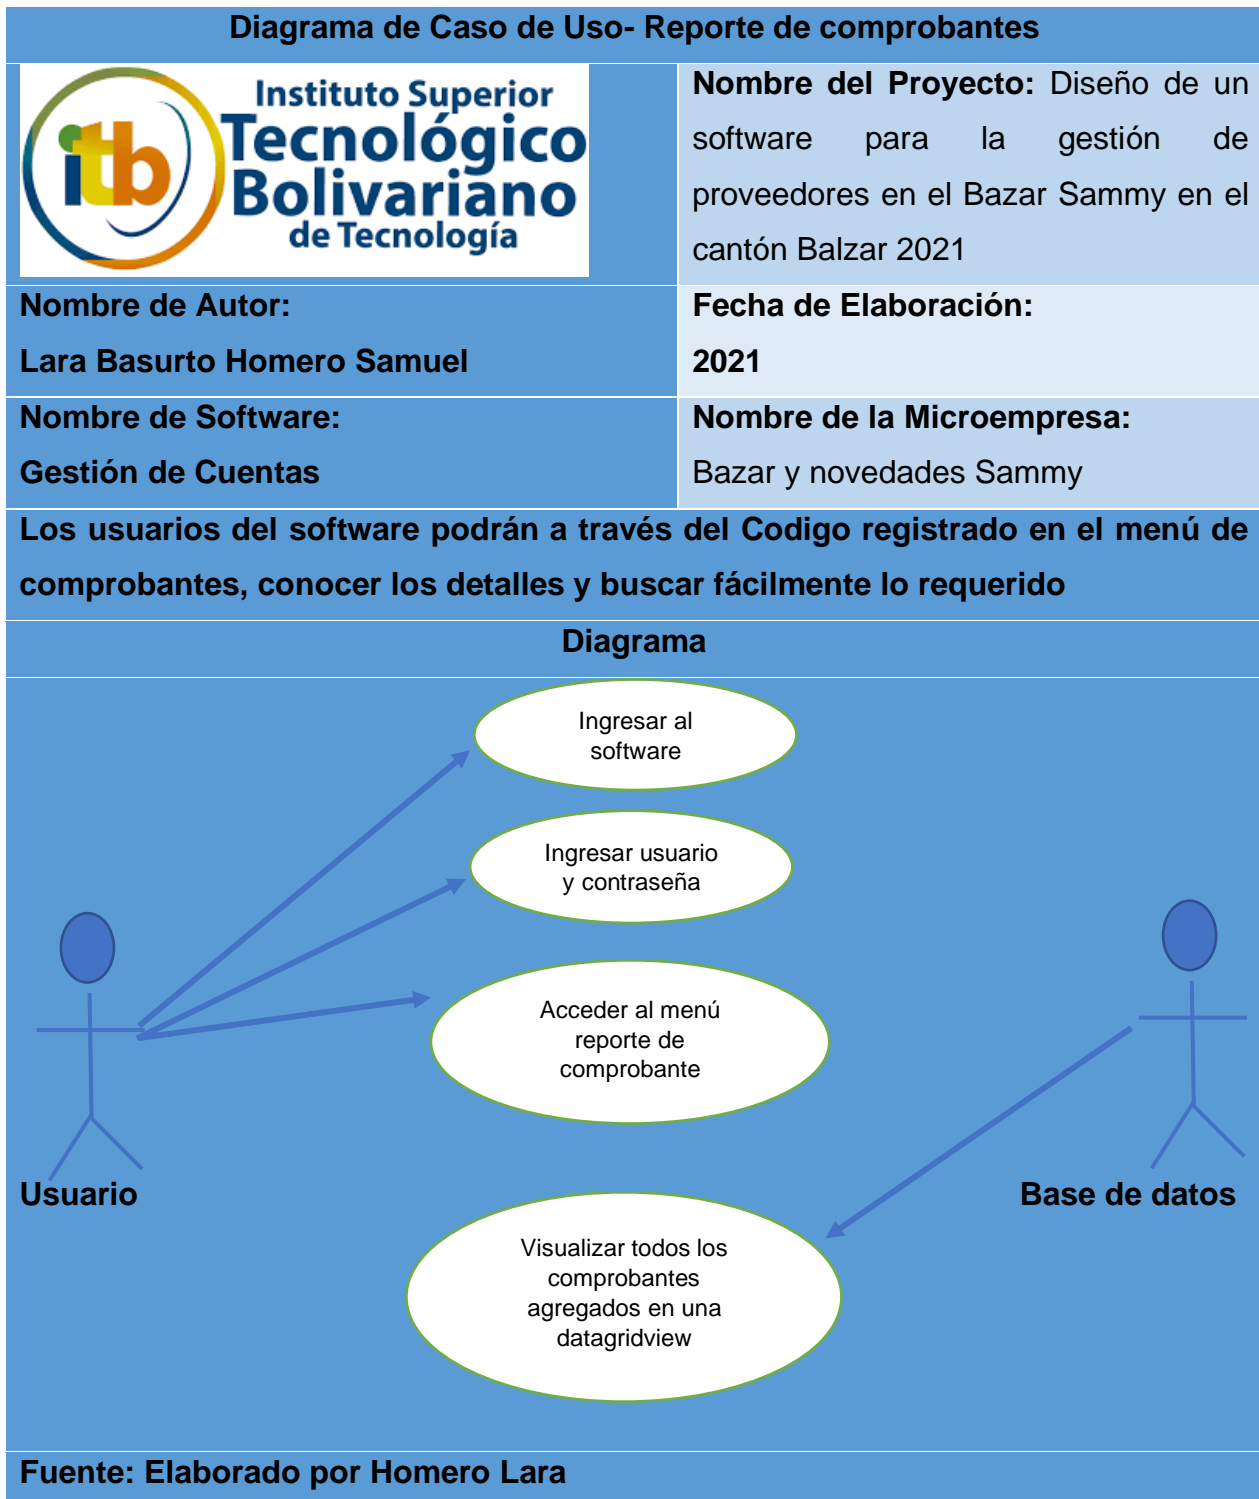 Diagrama de Caso de Uso- Reporte de comprobantes
itb
Instituto Superior
Tecnológico
Bolivariano
de Tecnología
Nombre del Proyecto: Diseño de un
software para la gestión de
proveedores en el Bazar Sammy en el
cantón Balzar 2021
Nombre de Autor:
Lara Basurto Homero Samuel
Fecha de Elaboración:
2021
Nombre de Software:
Gestión de Cuentas
Nombre de la Microempresa:
Bazar y novedades Sammy
Los usuarios del software podrán a través del Codigo registrado en el menú de
comprobantes, conocer los detalles y buscar fácilmente lo requerido
Diagrama
Ingresar al
software
Ingresar usuario
y contraseña
Acceder al menú
reporte de
comprobante
Usuario
Base de datos
Visualizar todos los
comprobantes
agregados en una
datagridview
Fuente: Elaborado por Homero Lara